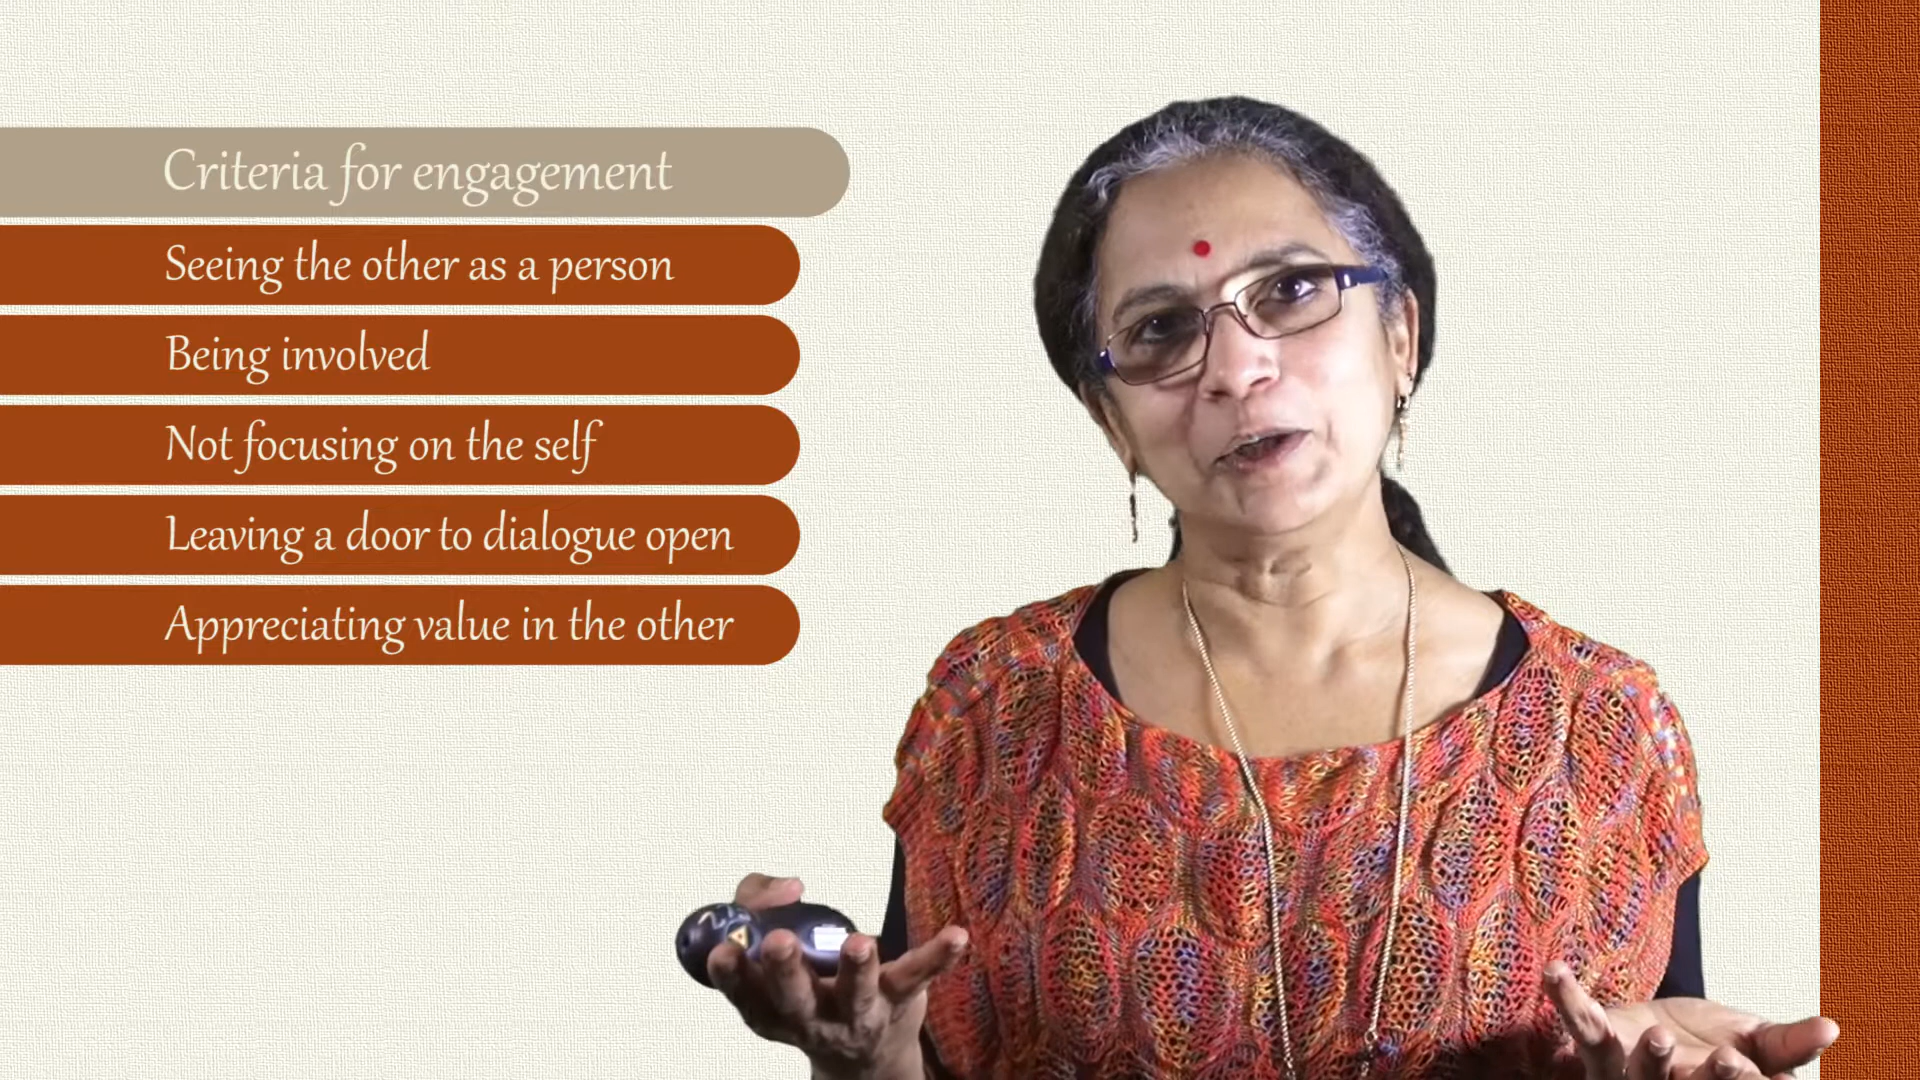 Criteria for engagement
Seeing the other as a person
Being involved
Not focusing on the self
Leaving a door to dialogue open
Appreciating value in the other